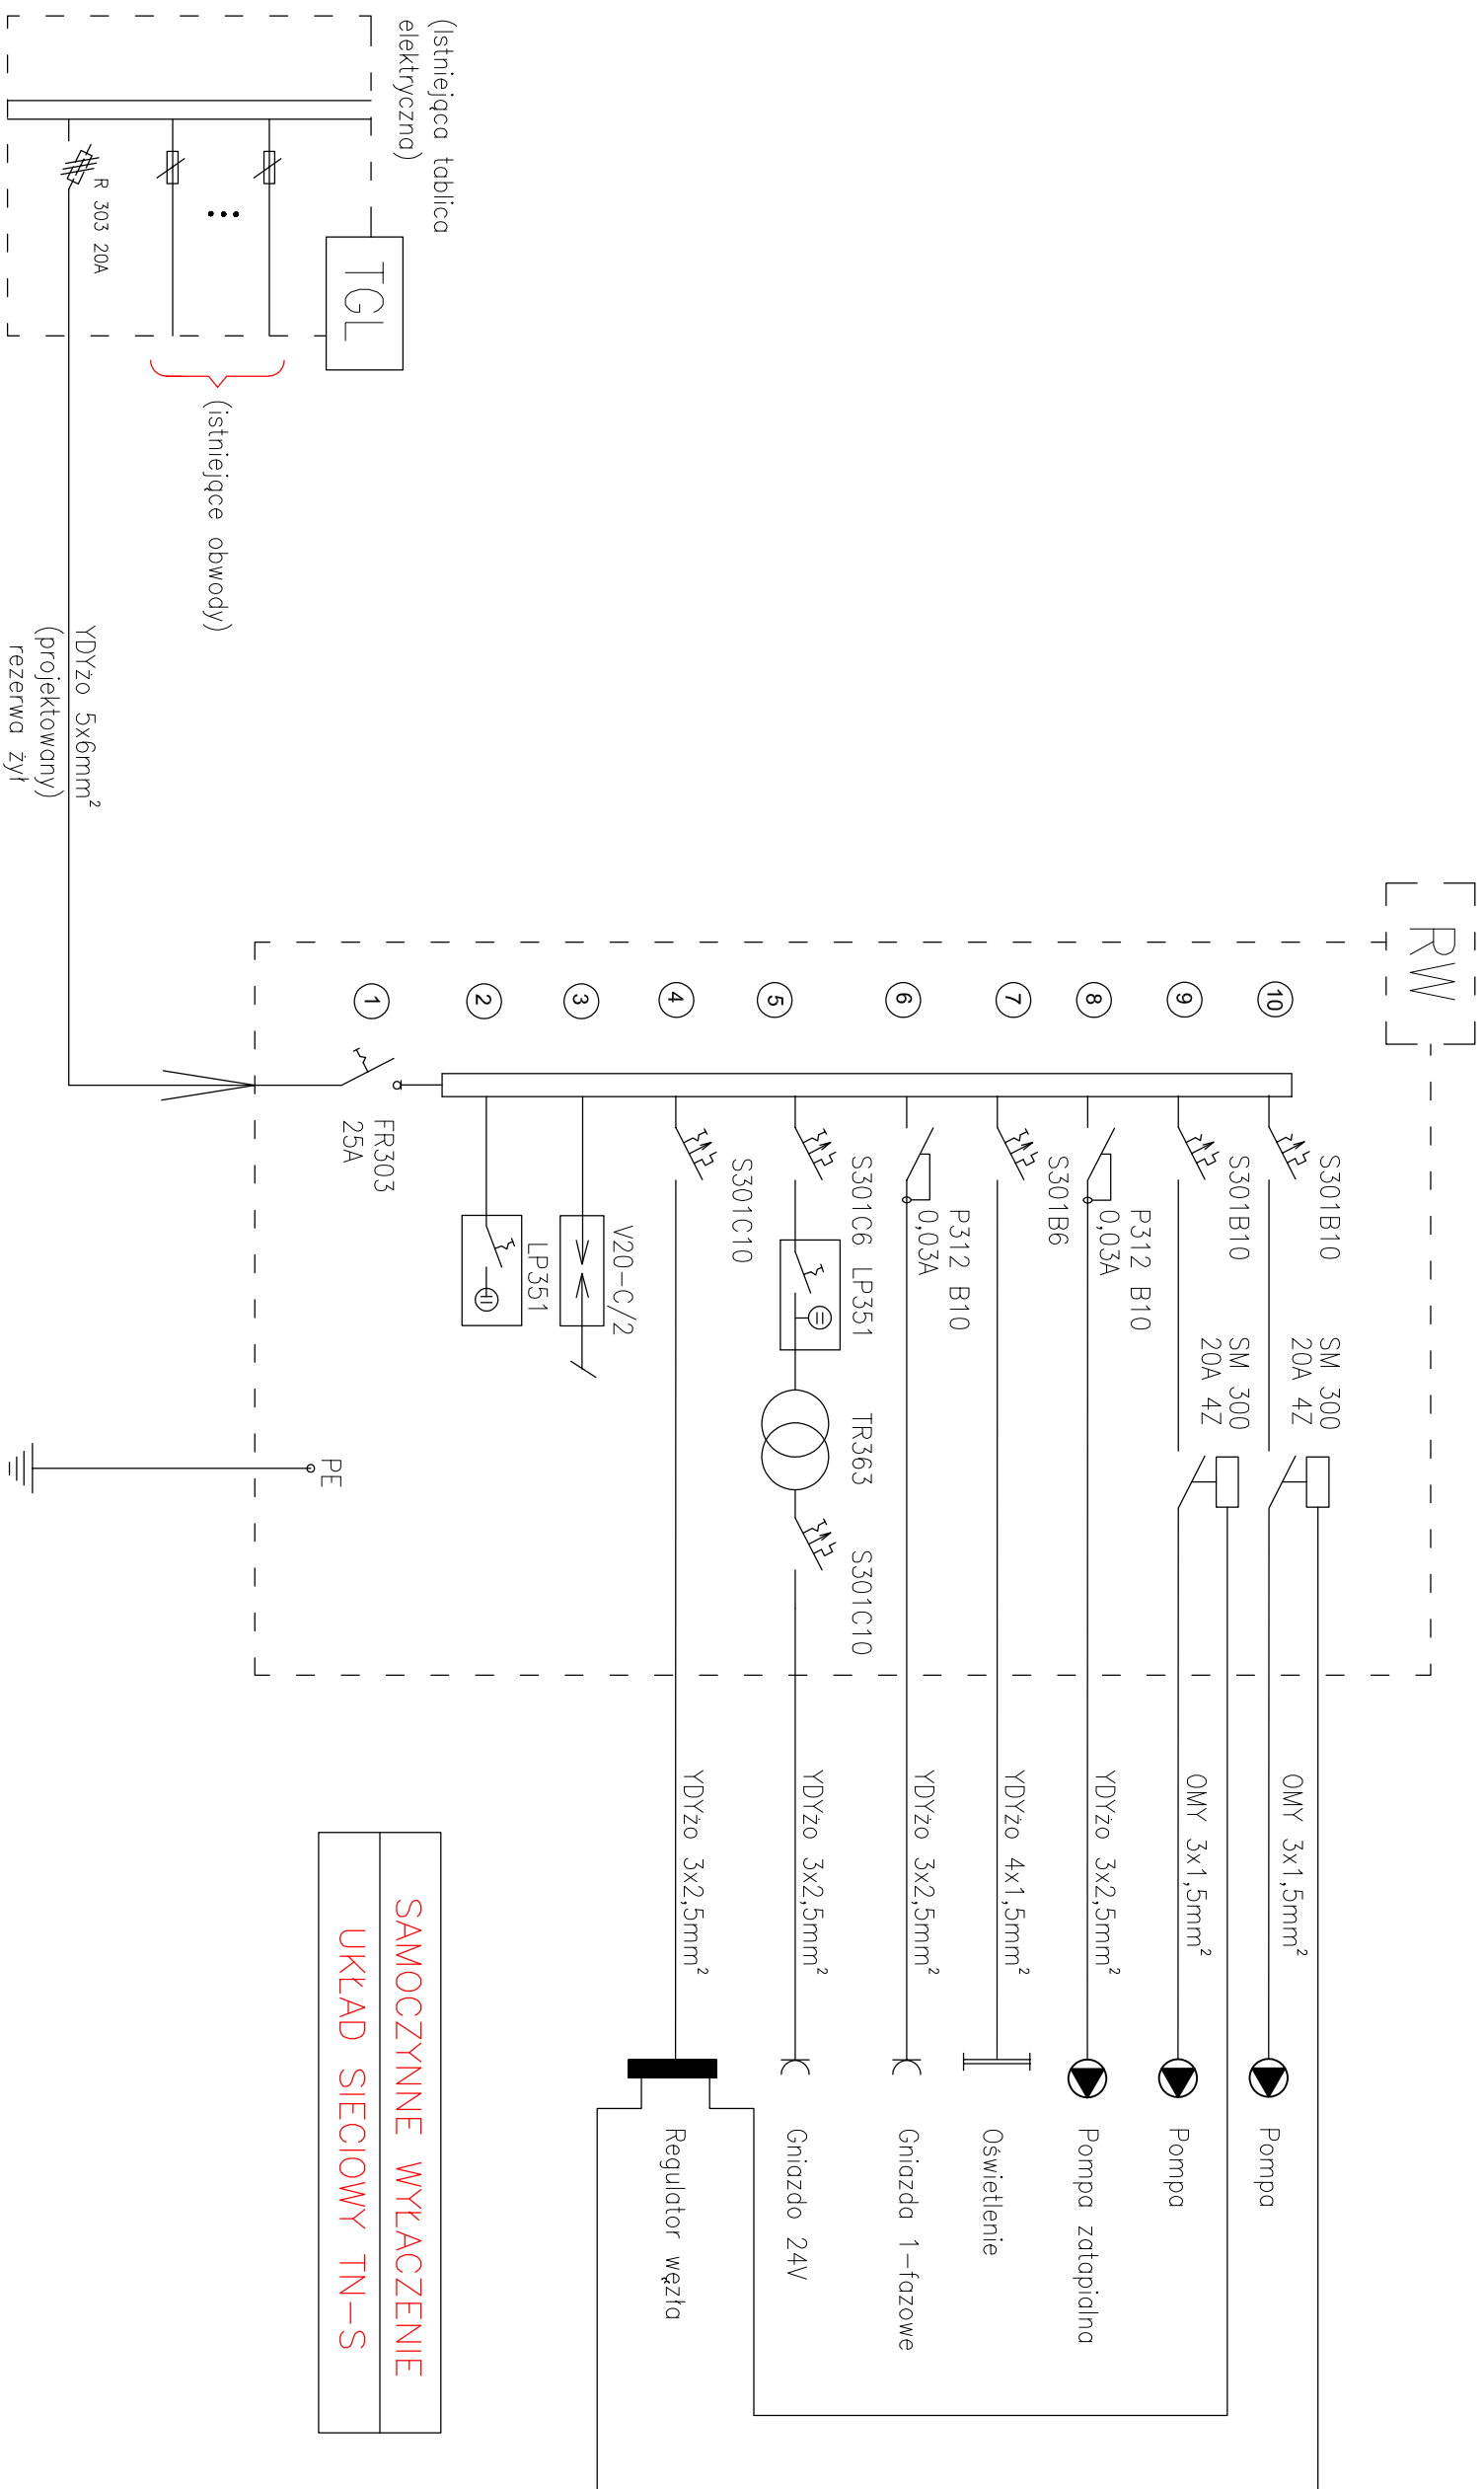 RW
(Istniejąca tablica
elektryczna)
TGL
R 303 20A
(istniejące obwody)
YDYżo 5x6mm²
(projektowany)
rezerwa żył
10
S301B10
SM 300
20A 4Z
OMY 3x1,5mm²
Pompa
9
S301B10
SM 300
20A 4Z
OMY 3x1,5mm²
Pompa
8
P312 B10
0,03A
YDYżo 3x2,5mm²
Pompa zatapialna
7
S301B6
YDYżo 4x1,5mm²
Oświetlenie
6
P312 B10
0,03A
YDYżo 3x2,5mm²
Gniazda 1-fazowe
5
S301C6 LP351
TR363
S301C10
YDYżo 3x2,5mm²
Gniazdo 24V
4
S301C10
YDYżo 3x2,5mm²
Regulator węzła
3
V20-C/2
2
LP351
1
FR303
25A
PE
SAMOCZYNNE WYŁACZENIE
UKŁAD SIECIOWY TN-S